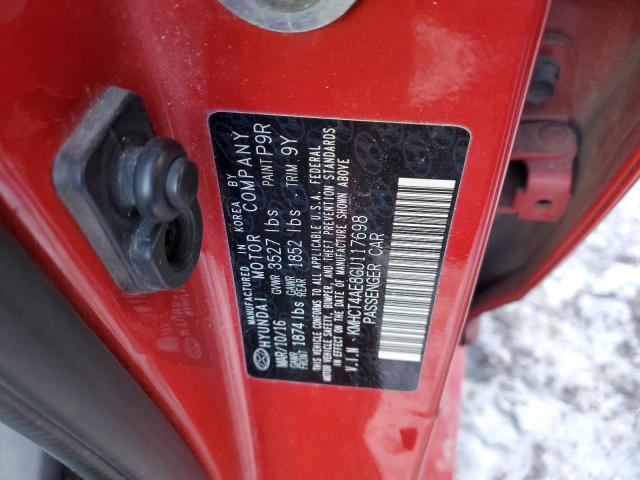 MANUFACTURED IN KOREA BY
HYUNDAI MOTOR COMPANY
MAR/10/16 GVWR 3527 lbs PAINT P9R
GAWR FRONT 1874 lbs GAWR REAR 1852 lbs TRIM 9Y
THIS VEHICLE CONFORMS TO ALL APPLICABLE U.S.A. FEDERAL
MOTOR VEHICLE SAFETY, BUMPER, AND THEFT PREVENTION STANDARDS
IN EFFECT ON THE DATE OF MANUFACTURE SHOWN ABOVE
V.I.N : KMHCT4AE8GU117698
PASSENGER CAR